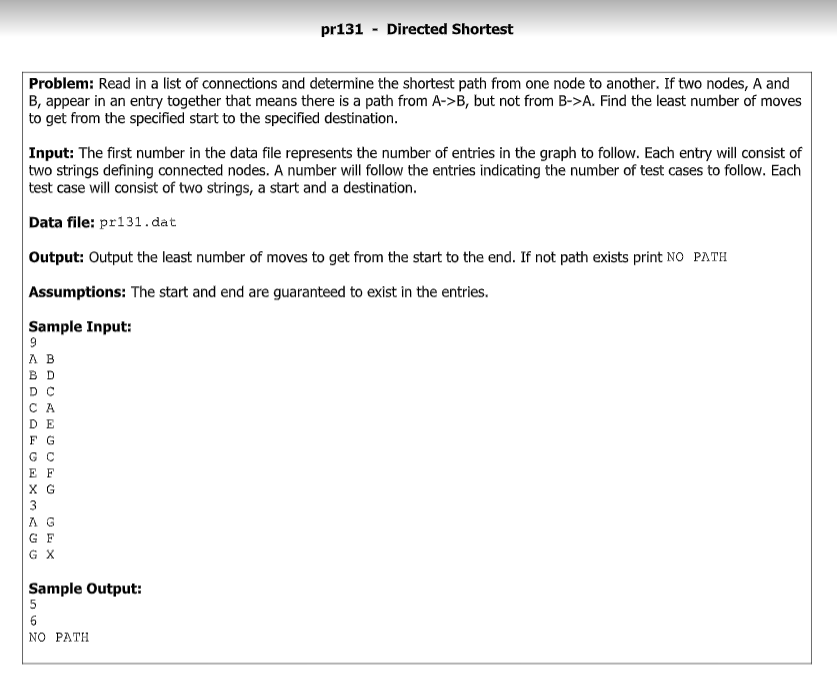 pr131 - Directed Shortest
Problem: Read in a list of connections and determine the shortest path from one node to another. If two nodes, A and
B, appear in an entry together that means there is a path from A->B, but not from B->A. Find the least number of moves
to get from the specified start to the specified destination.
Input: The first number in the data file represents the number of entries in the graph to follow. Each entry will consist of
two strings defining connected nodes. A number will follow the entries indicating the number of test cases to follow. Each
test case will consist of two strings, a start and a destination.
Data file: pr131.dat
Output: Output the least number of moves to get from the start to the end. If not path exists print NO PATH
Assumptions: The start and end are guaranteed to exist in the entries.
Sample Input:
9
A B
B D
D C
C A
D E
F G
G C
E F
X G
3
A G
G F
G X
Sample Output:
5
6
NO PATH